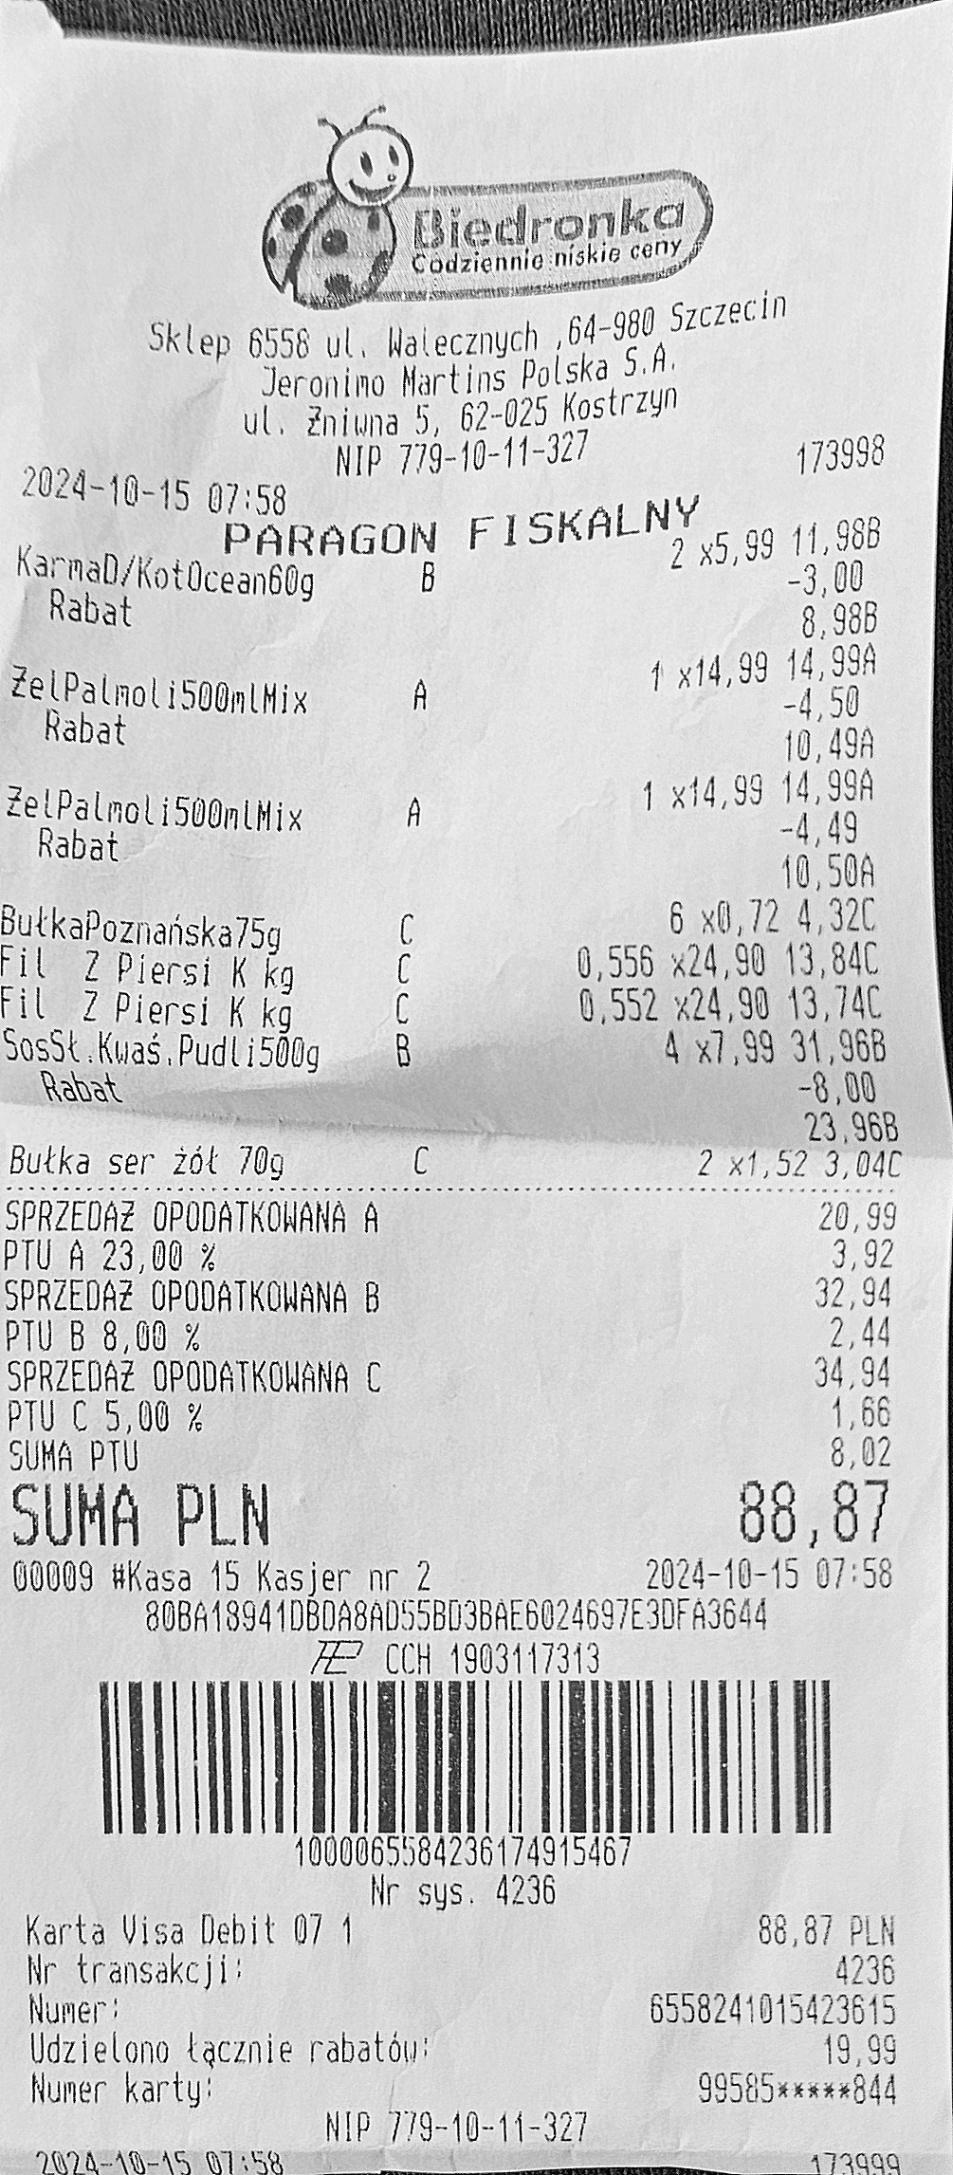 Biedronka
Codziennie niskie ceny
Sklep 6558 ul. Walecznych ,64-980 Szczecin
Jeronimo Martins Polska S.A.
ul. Żniwna 5, 62-025 Kostrzyn
NIP 779-10-11-327
2024-10-15 07:58 173998
PARAGON FISKALNY
KarmaD/KotOcean60g B 2 x5,99 11,98B
Rabat -3,00
8,98B
ŻelPalmoli500mlMix A 1 x14,99 14,99A
Rabat -4,50
10,49A
ŻelPalmoli500mlMix A 1 x14,99 14,99A
Rabat -4,49
10,50A
BułkaPoznańska75g C 6 x0,72 4,32C
Fil Z Piersi K kg C 0,556 x24,90 13,84C
Fil Z Piersi K kg C 0,552 x24,90 13,74C
SosSł.Kwaś.Pudli500g B 4 x7,99 31,96B
Rabat -8,00
23,96B
Bułka ser żół 70g C 2 x1,52 3,04C
SPRZEDAŻ OPODATKOWANA A 20,99
PTU A 23,00 % 3,92
SPRZEDAŻ OPODATKOWANA B 32,94
PTU B 8,00 % 2,44
SPRZEDAŻ OPODATKOWANA C 34,94
PTU C 5,00 % 1,66
SUMA PTU 8,02
SUMA PLN 88,87
00009 #Kasa 15 Kasjer nr 2 2024-10-15 07:58
80BA18941DBDA8AD55BD3BAE6024697E3DFA3644
CCH 1903117313
1000065584236174915467
Nr sys. 4236
Karta Visa Debit 07 1 88,87 PLN
Nr transakcji: 4236
Numer: 6558241015423615
Udzielono łącznie rabatów: 19,99
Numer karty: 99585*****844
NIP 779-10-11-327
2024-10-15 07:58 173999